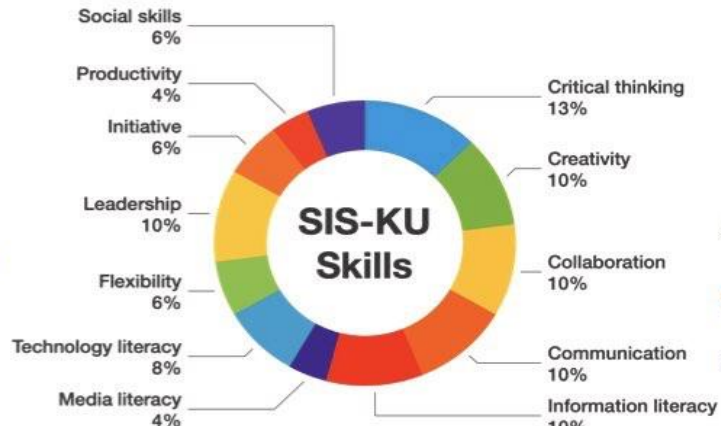 Social skills
6%
Productivity
4%
Initiative
6%
Leadership
10%
Flexibility
6%
Technology literacy
8%
Media literacy
4%
SIS-KU
Skills
Critical thinking
13%
Creativity
10%
Collaboration
10%
Communication
10%
Information literacy
10%